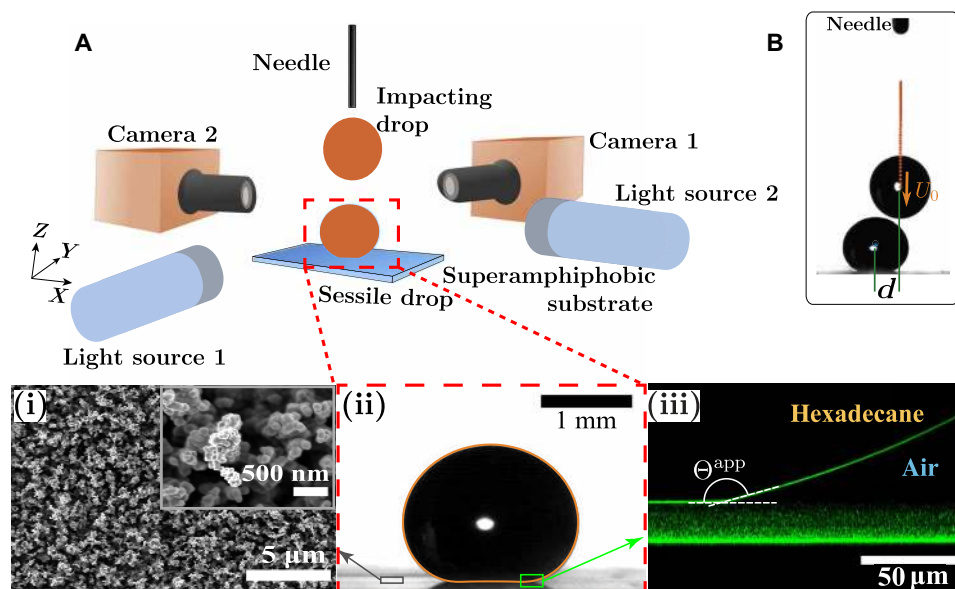 A
Needle
Impacting
drop
Camera 2
Camera 1
Light source 2
Z
Y
X
Superamphiphobic
substrate
Sessile drop
Light source 1
B
Needle
U₀
d
(i)
500 nm
5 μm
(ii)
1 mm
(iii)
Hexadecane
Air
Θᵃᵖᵖ
50 μm